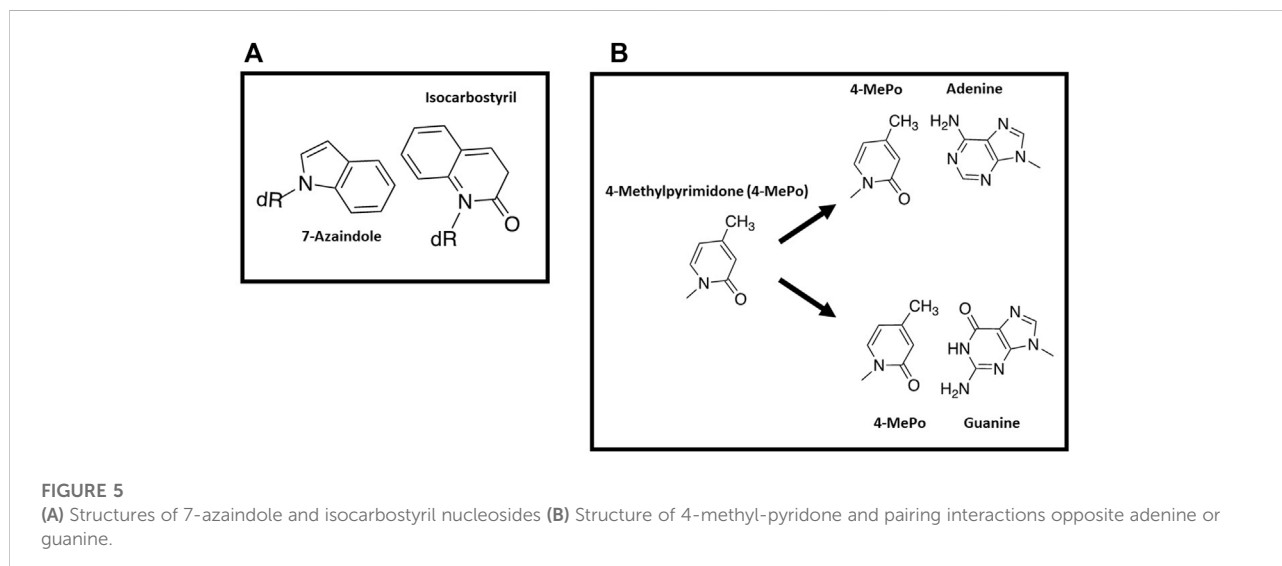 A
B
Isocarbostyril
N
dR
7-Azaindole
N
O
dR
4-Methylpyrimidone (4-MePo)
CH3
N
O
4-MePo
Adenine
CH3
N
O
H2N
N
N
N
N
CH3
N
O
O
HN
H2N
N
N
N
4-MePo
Guanine
FIGURE 5
(A) Structures of 7-azaindole and isocarbostyril nucleosides (B) Structure of 4-methyl-pyridone and pairing interactions opposite adenine or
guanine.